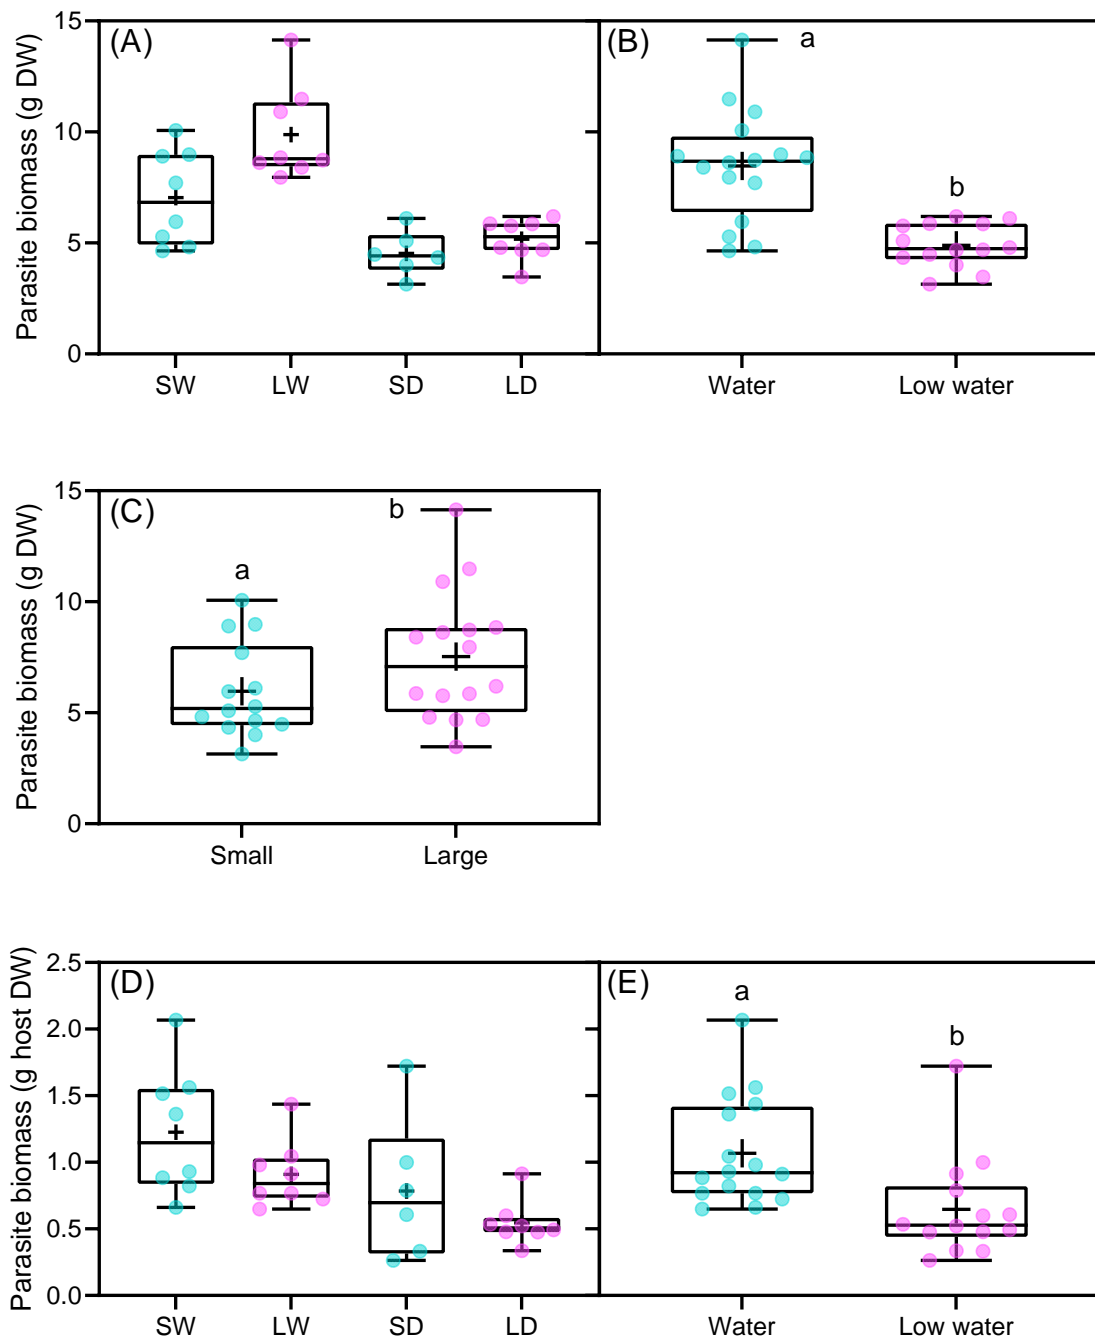 Parasite biomass (g DW)
15
10
5
0
(A)
SW
LW
SD
LD
(B)
a
b
Water
Low water
Parasite biomass (g DW)
15
10
5
0
(C)
a
b
Small
Large
Parasite biomass (g host DW)
2.5
2.0
1.5
1.0
0.5
0.0
(D)
SW
LW
SD
LD
(E)
a
b
Water
Low water